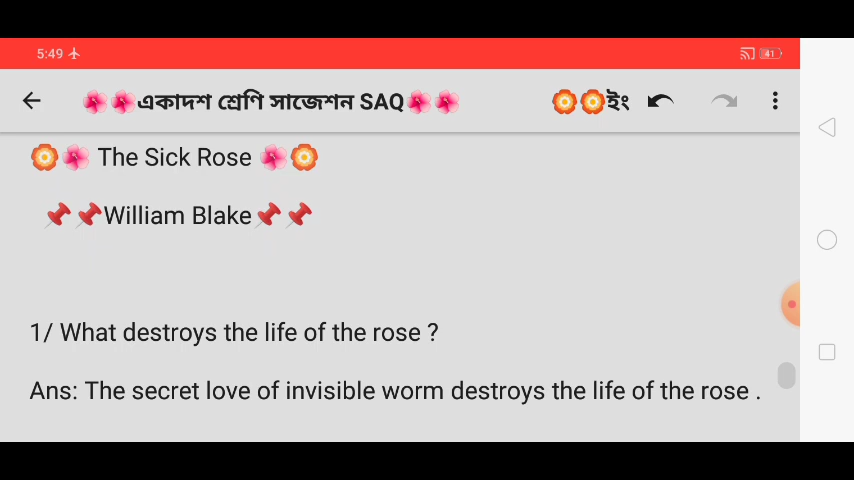 5:49
41
🌺🌺একাদশ শ্রেণি সাজেশন SAQ🌺🌺 🏵️🏵️ইং
🏵️🌺 The Sick Rose 🌺🏵️
📌📌William Blake📌📌
1/ What destroys the life of the rose ?
Ans: The secret love of invisible worm destroys the life of the rose .